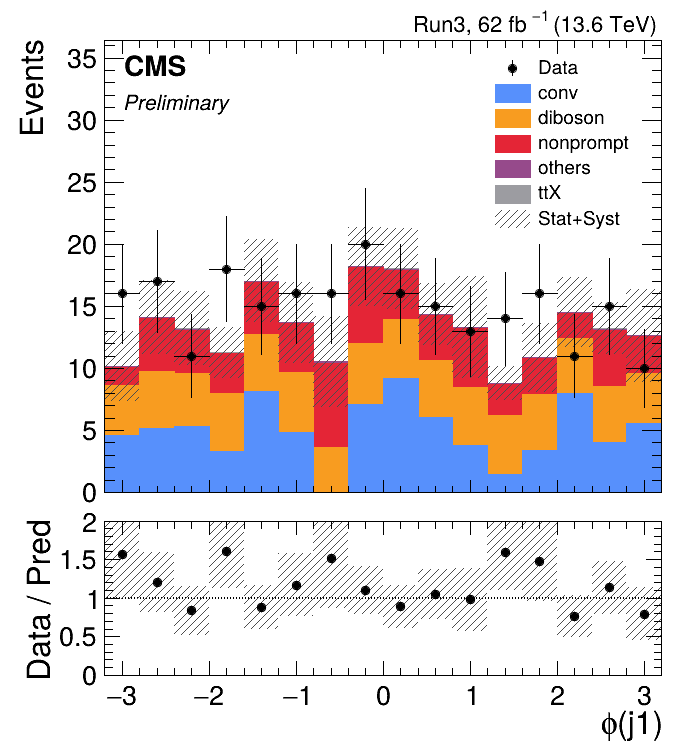 Run3, 62 fb⁻¹ (13.6 TeV)
CMS
Preliminary
Data
conv
diboson
nonprompt
others
ttX
Stat+Syst
Events
35
30
25
20
15
10
5
0
Data / Pred
2
1.5
1
0.5
0
−3 −2 −1 0 1 2 3
ϕ(j1)